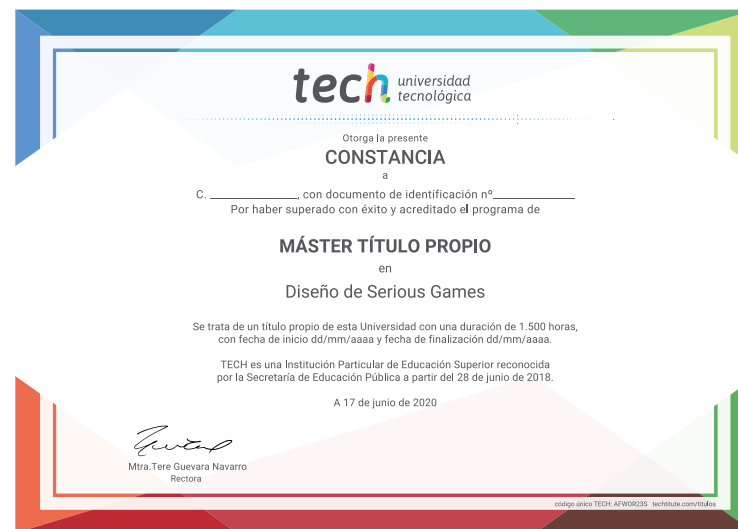 tech universidad
tecnológica
Otorga la presente
CONSTANCIA
a
C. ______________, con documento de identificación nº______________
Por haber superado con éxito y acreditado el programa de
MÁSTER TÍTULO PROPIO
en
Diseño de Serious Games
Se trata de un título propio de esta Universidad con una duración de 1.500 horas,
con fecha de inicio dd/mm/aaaa y fecha de finalización dd/mm/aaaa.
TECH es una Institución Particular de Educación Superior reconocida
por la Secretaría de Educación Pública a partir del 28 de junio de 2018.
A 17 de junio de 2020
Mtra.Tere Guevara Navarro
Rectora
código único TECH: AFWOR23S techtitute.com/titulos